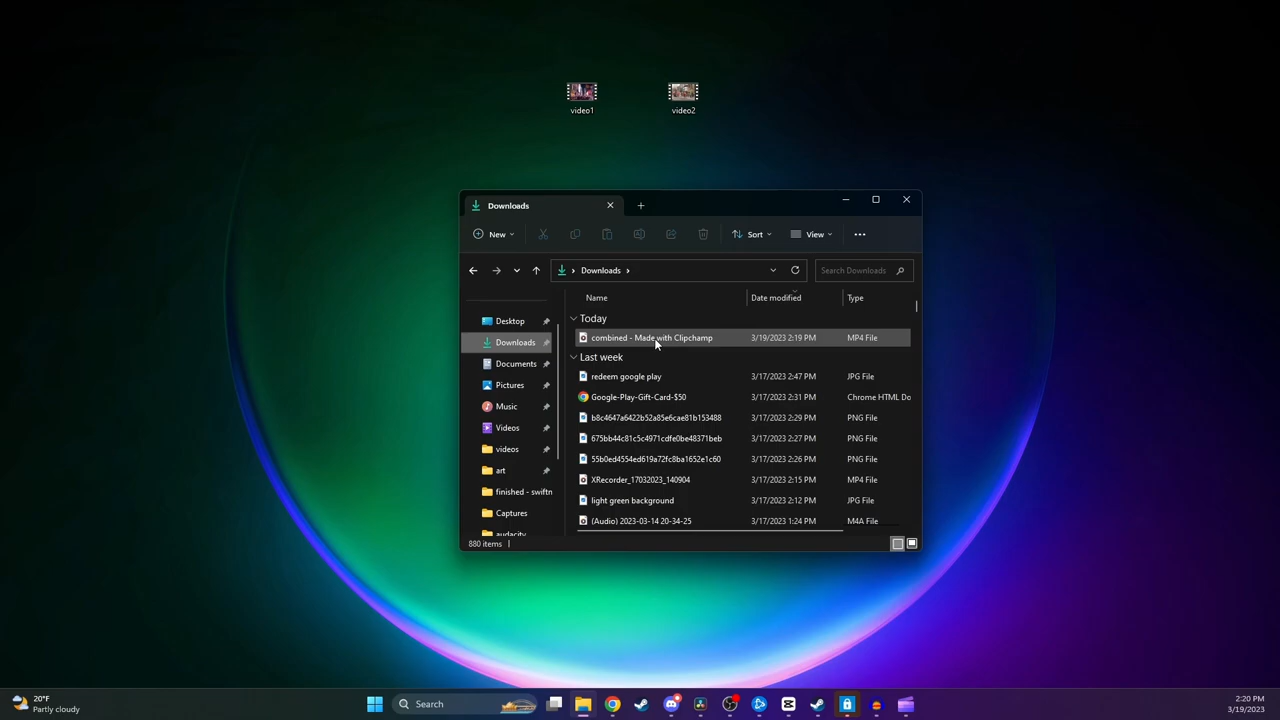 video1
video2
Downloads
New
Sort
View
Downloads
Search Downloads
Name
Date modified
Type
Desktop
Downloads
Documents
Pictures
Music
Videos
videos
art
finished - swiftn
Captures
audacity
Today
combined - Made with Clipchamp 3/19/2023 2:19 PM MP4 File
Last week
redeem google play 3/17/2023 2:47 PM JPG File
Google-Play-Gift-Card-$50 3/17/2023 2:31 PM Chrome HTML Do
b8c4647a6422b52a85e6cae81b153488 3/17/2023 2:29 PM PNG File
675bb44c81c5c4971cdfe0be48371beb 3/17/2023 2:27 PM PNG File
55b0ed4554ed619a72fc8ba1652e1c60 3/17/2023 2:26 PM PNG File
XRecorder_17032023_140904 3/17/2023 2:15 PM MP4 File
light green background 3/17/2023 2:12 PM JPG File
(Audio) 2023-03-14 20-34-25 3/17/2023 1:24 PM M4A File
880 items
20°F
Partly cloudy
Search
2:20 PM
3/19/2023